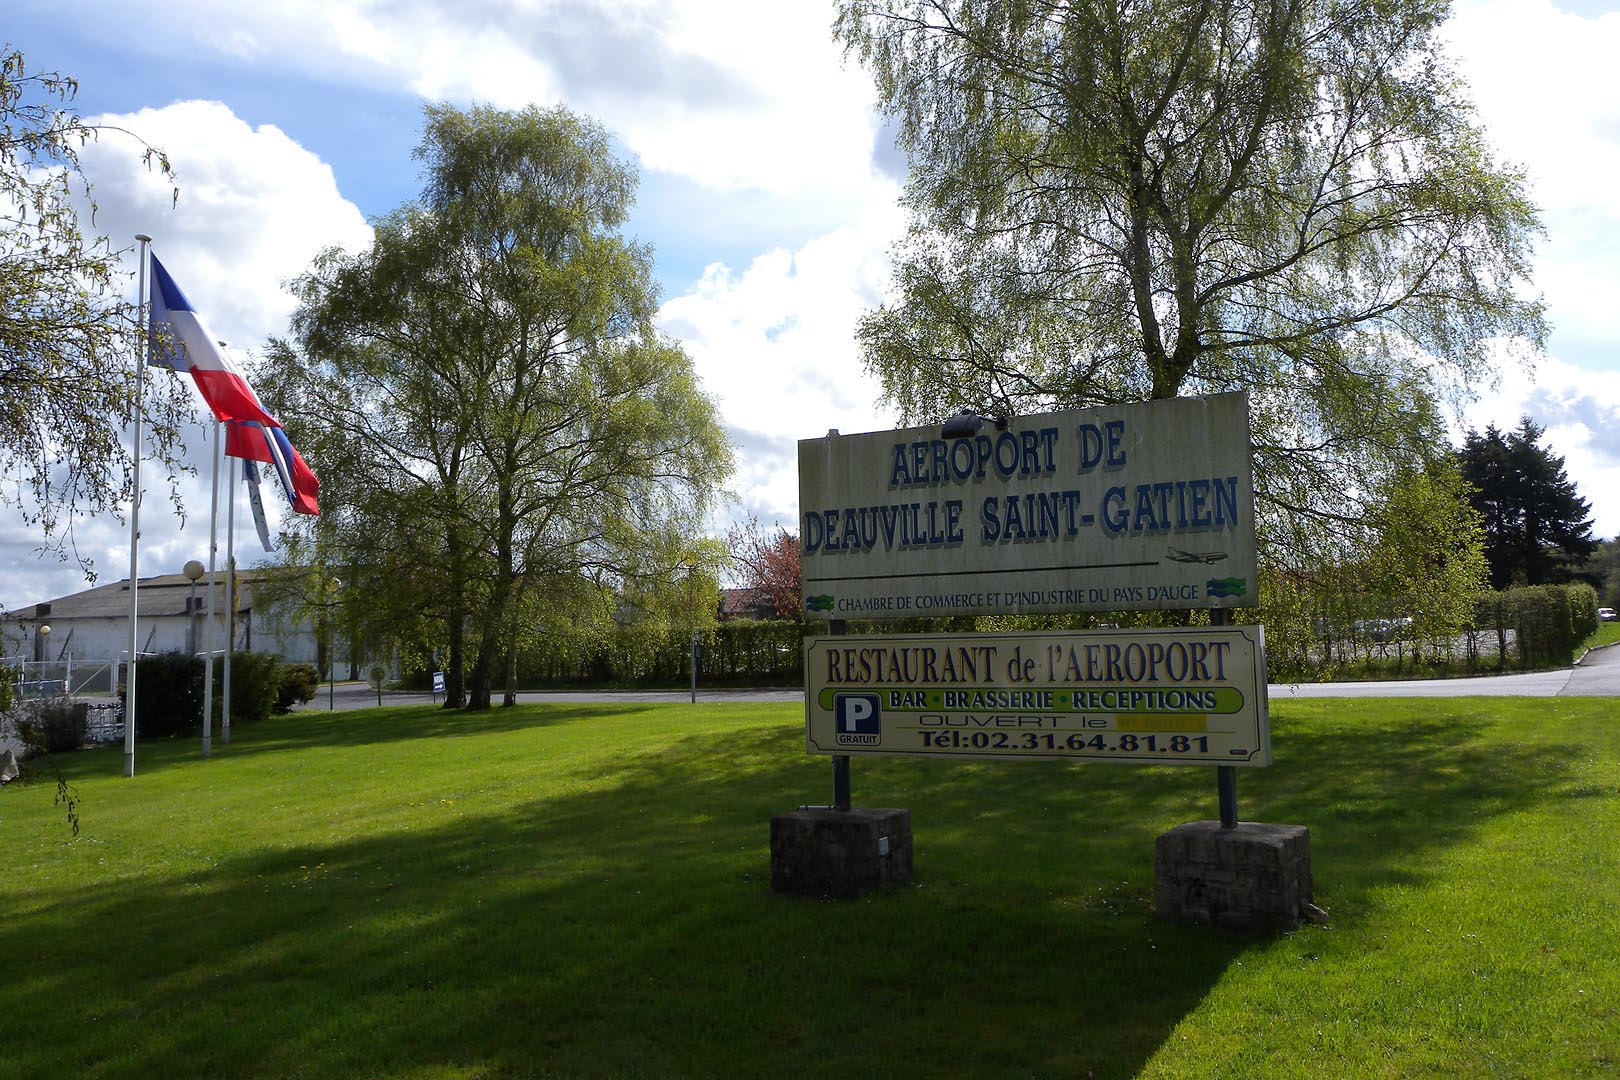 AÉROPORT DE
DEAUVILLE SAINT-GATIEN
CHAMBRE DE COMMERCE ET D'INDUSTRIE DU PAYS D'AUGE
RESTAURANT de l'AEROPORT
BAR · BRASSERIE · RECEPTIONS
P
GRATUIT
OUVERT le
Tél:02.31.64.81.81